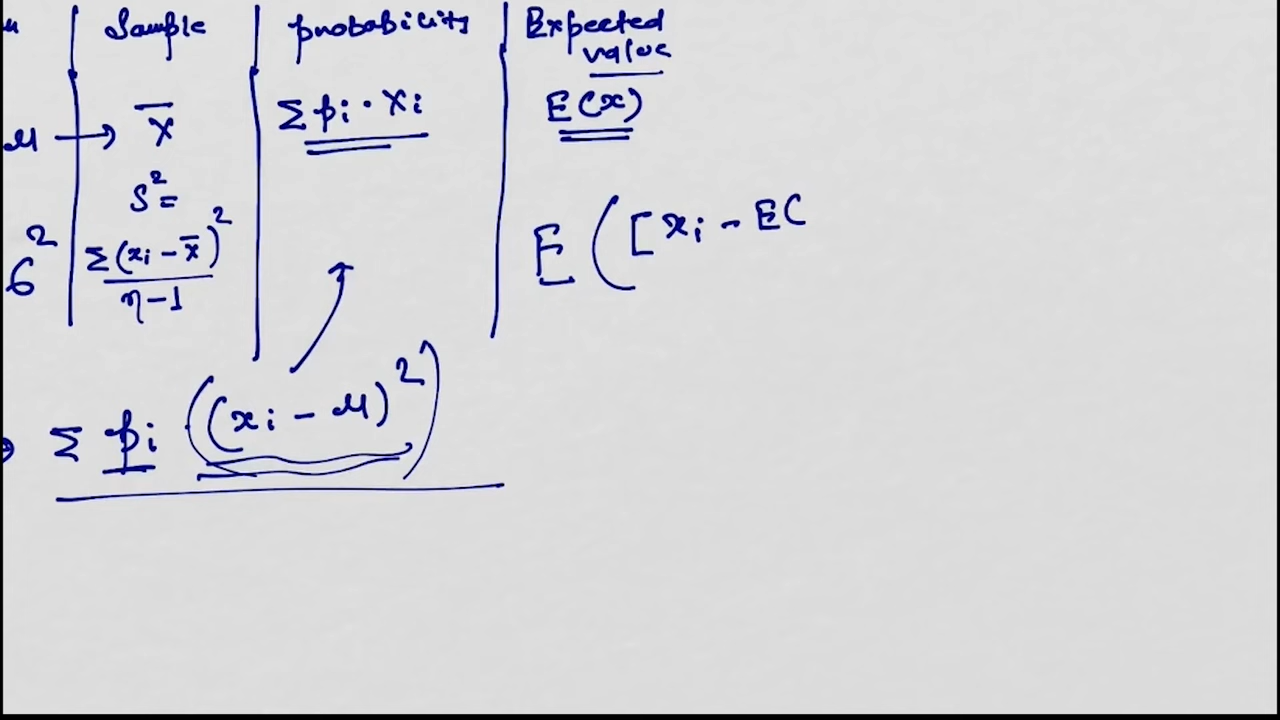 Sample
probability
Expected
value
μ → x̄
Σ pi · xi
E(x)
s² =
σ²
Σ(xi - x̄)²
n-1
E([xi - E(
Σ pi ((xi - μ)²)